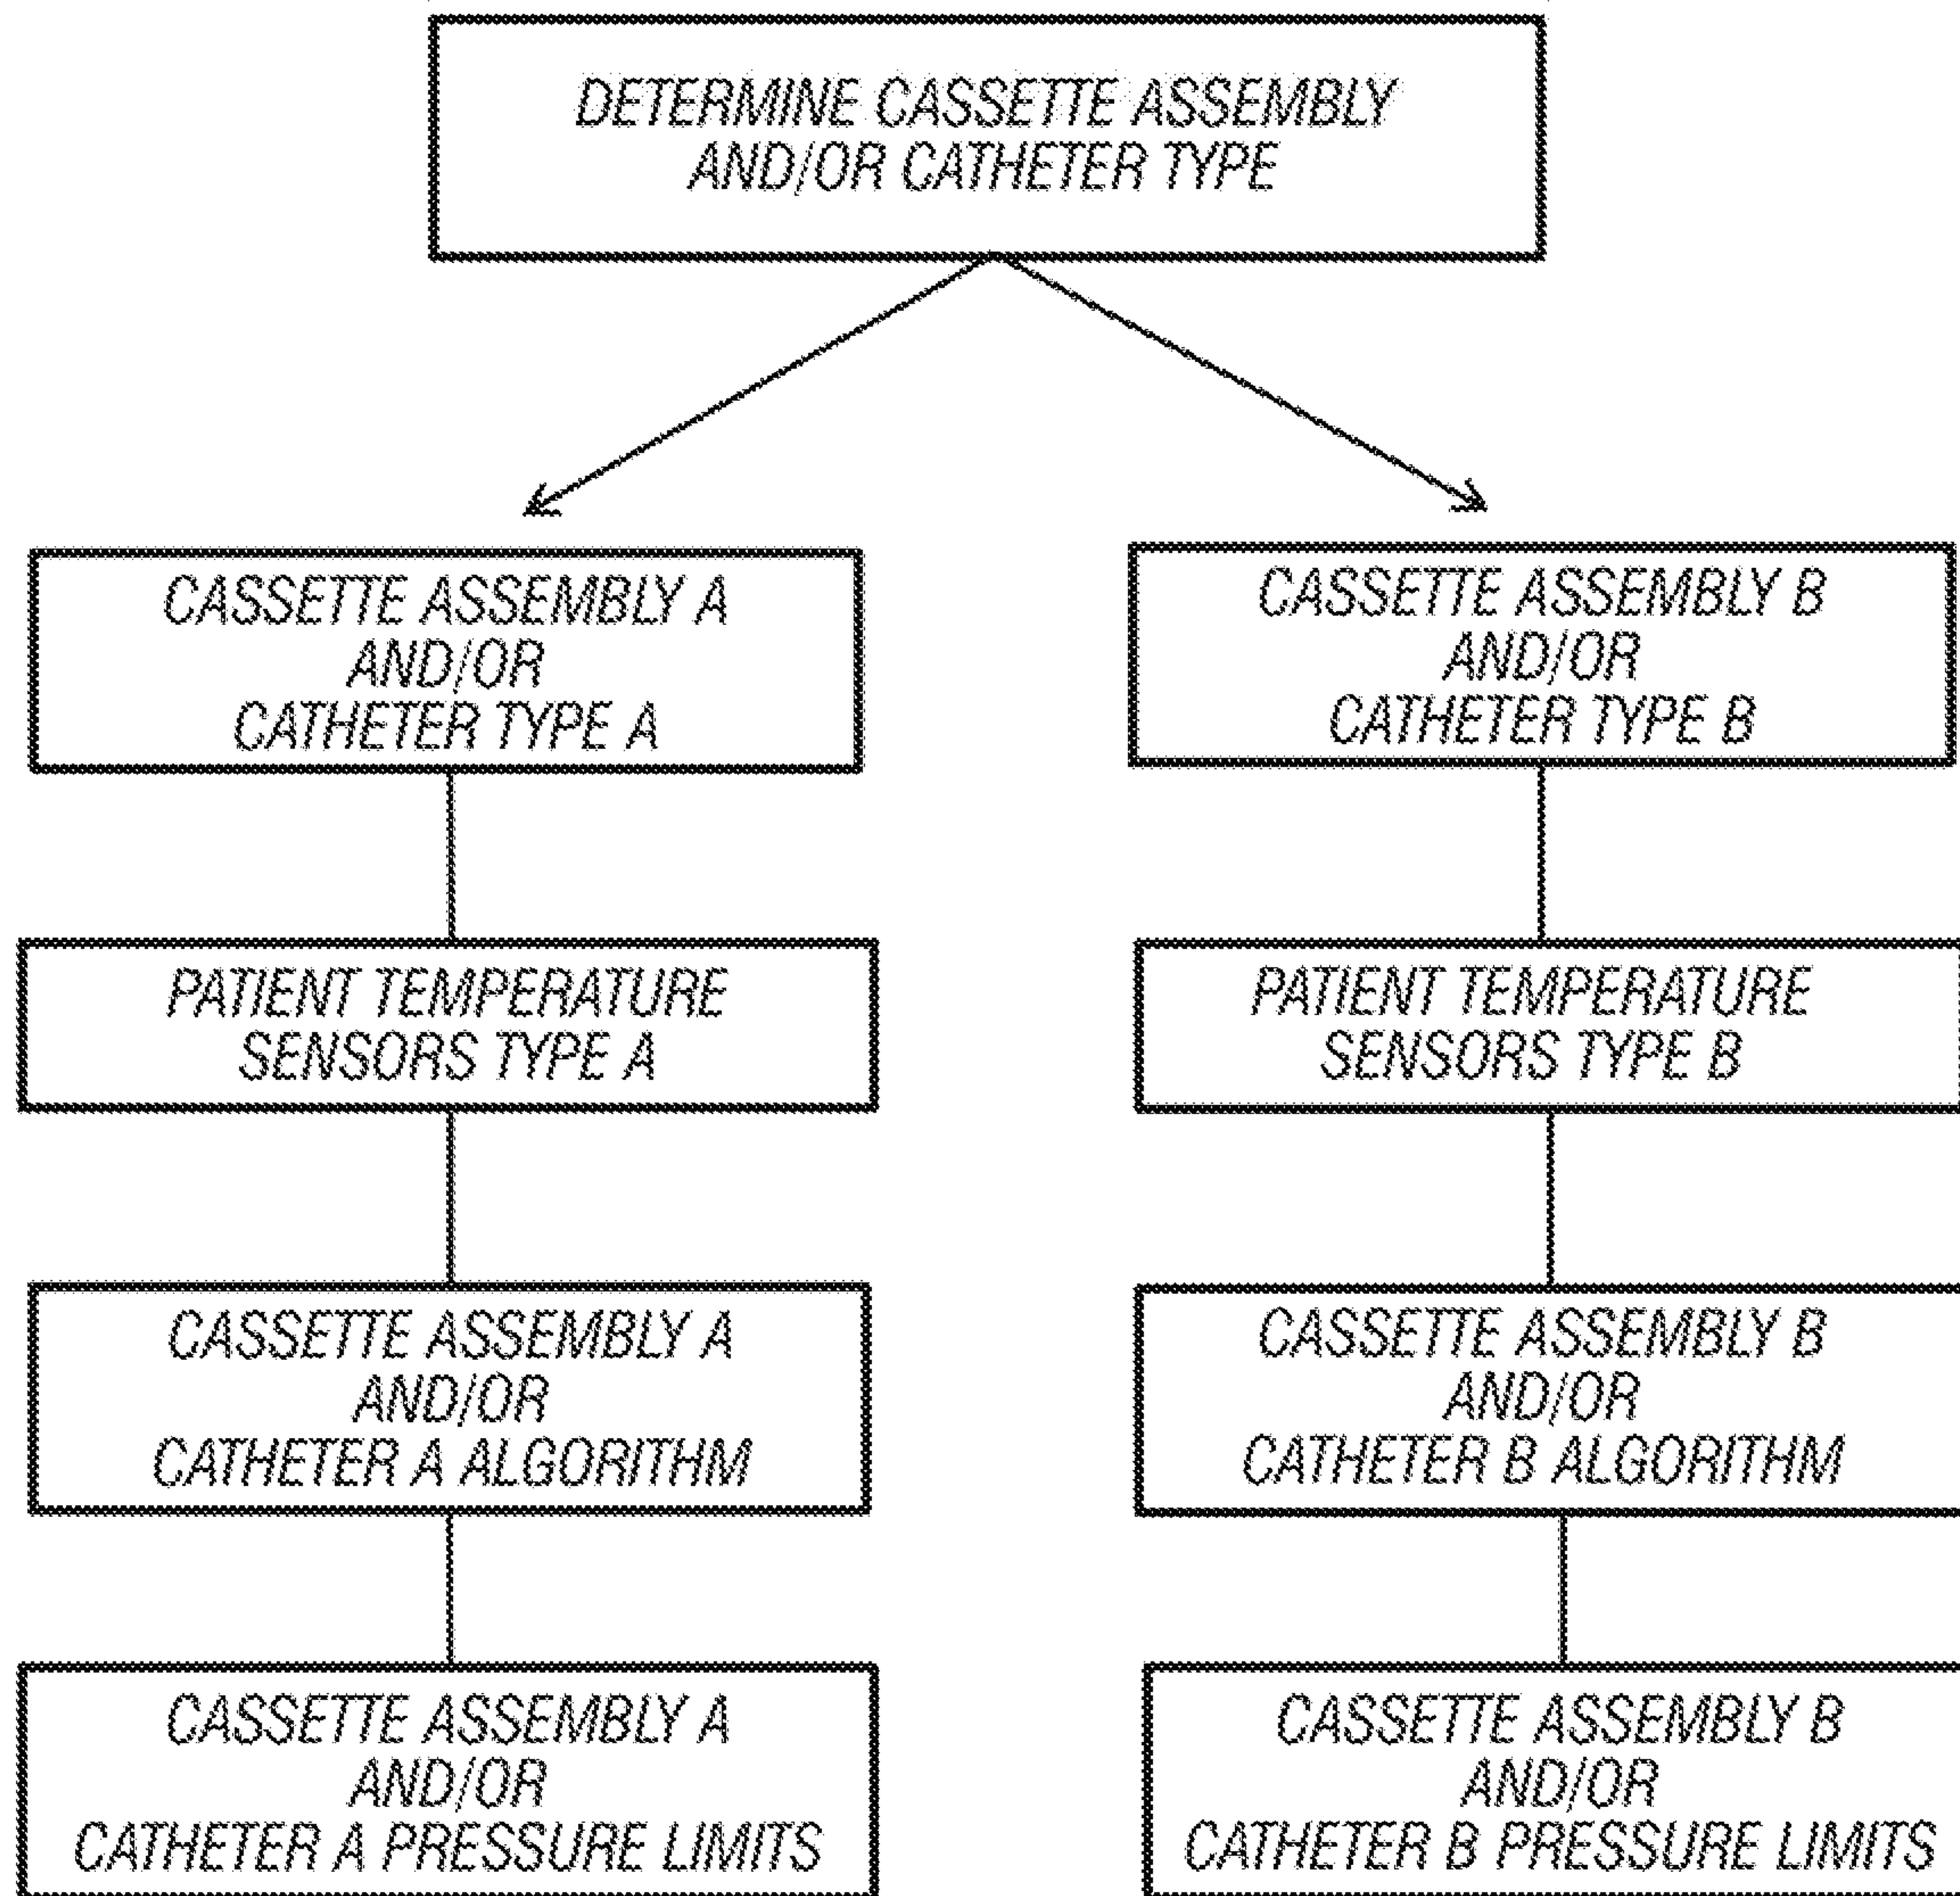 DETERMINE CASSETTE ASSEMBLY
AND/OR CATHETER TYPE
CASSETTE ASSEMBLY A
AND/OR
CATHETER TYPE A
CASSETTE ASSEMBLY B
AND/OR
CATHETER TYPE B
PATIENT TEMPERATURE
SENSORS TYPE A
PATIENT TEMPERATURE
SENSORS TYPE B
CASSETTE ASSEMBLY A
AND/OR
CATHETER A ALGORITHM
CASSETTE ASSEMBLY B
AND/OR
CATHETER B ALGORITHM
CASSETTE ASSEMBLY A
AND/OR
CATHETER A PRESSURE LIMITS
CASSETTE ASSEMBLY B
AND/OR
CATHETER B PRESSURE LIMITS